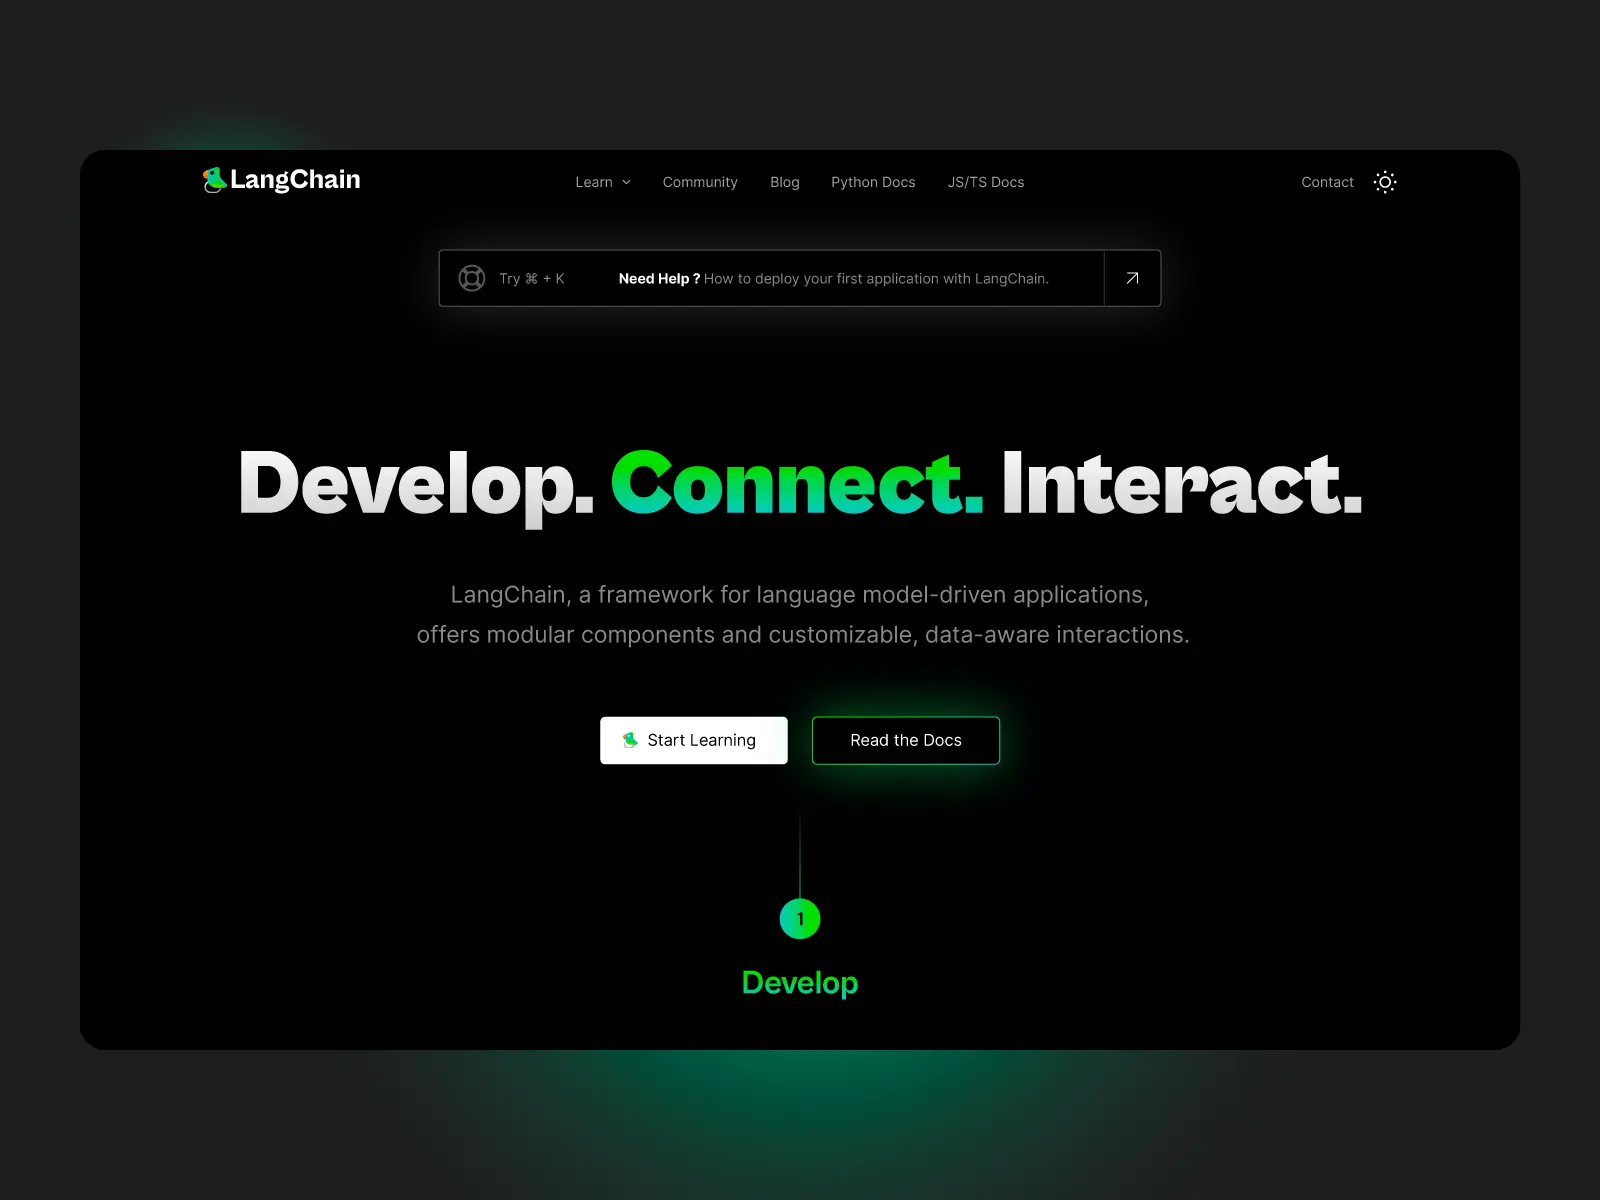 LangChain
Learn
Community
Blog
Python Docs
JS/TS Docs
Contact
Try ⌘ + K
Need Help ? How to deploy your first application with LangChain.
Develop. Connect. Interact.
LangChain, a framework for language model-driven applications,
offers modular components and customizable, data-aware interactions.
Start Learning
Read the Docs
1
Develop